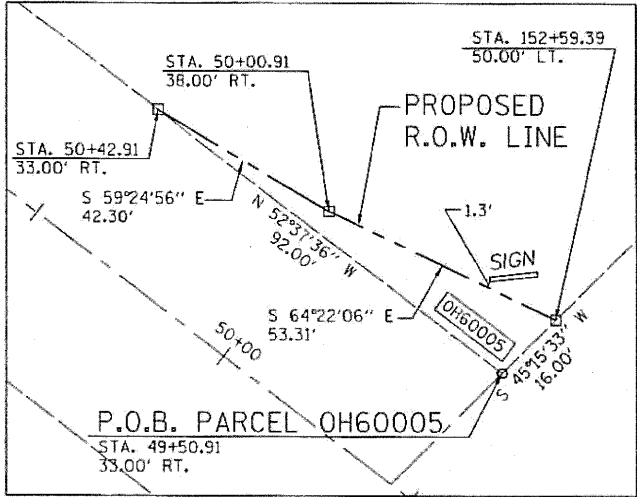 STA. 152+59.39
50.00' LT.
STA. 50+00.91
38.00' RT.
PROPOSED
R.O.W. LINE
STA. 50+42.91
33.00' RT.
S 59°24'56" E
42.30'
N 52°37'36" W
92.00'
1.3'
SIGN
S 64°22'06" E
53.31'
OH60005
50+00
S 45°15'33" W
16.00'
P.O.B. PARCEL OH60005
STA. 49+50.91
33.00' RT.